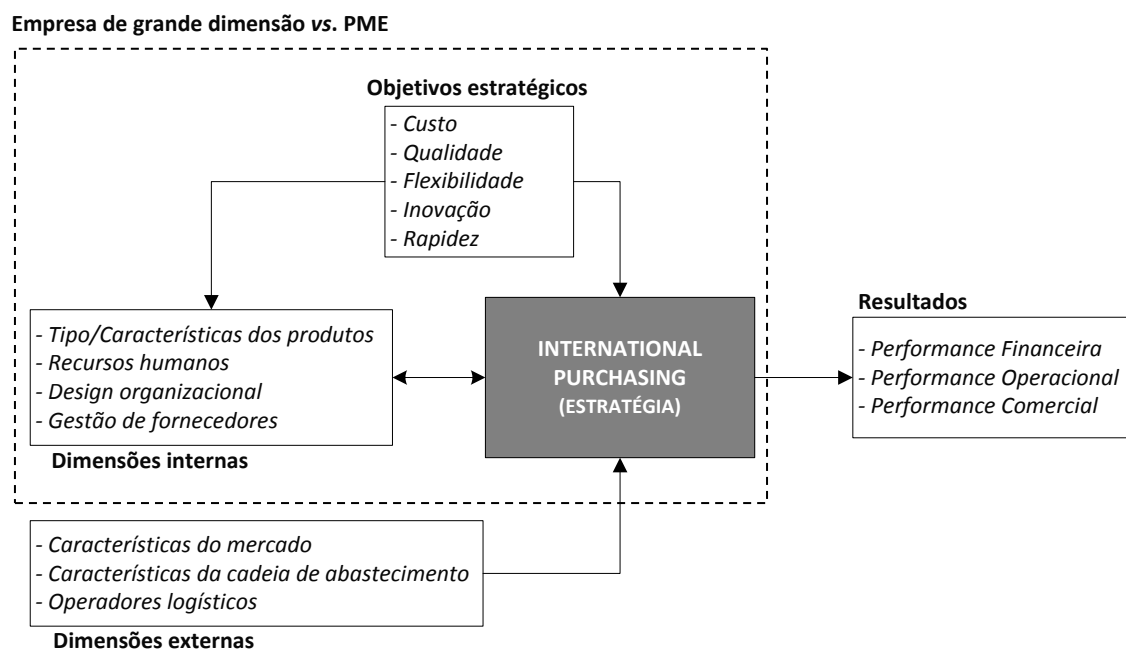 Empresa de grande dimensão vs. PME
Objetivos estratégicos
- Custo
- Qualidade
- Flexibilidade
- Inovação
- Rapidez
- Tipo/Característícas dos produtos
- Recursos humanos
- Design organizacional
- Gestão de fornecedores
Dimensões internas
INTERNATIONAL
PURCHASING
(ESTRATÉGIA)
Resultados
- Performance Financeira
- Performance Operacional
- Performance Comercial
- Características do mercado
- Características da cadeia de abastecimento
- Operadores logísticos
Dimensões externas